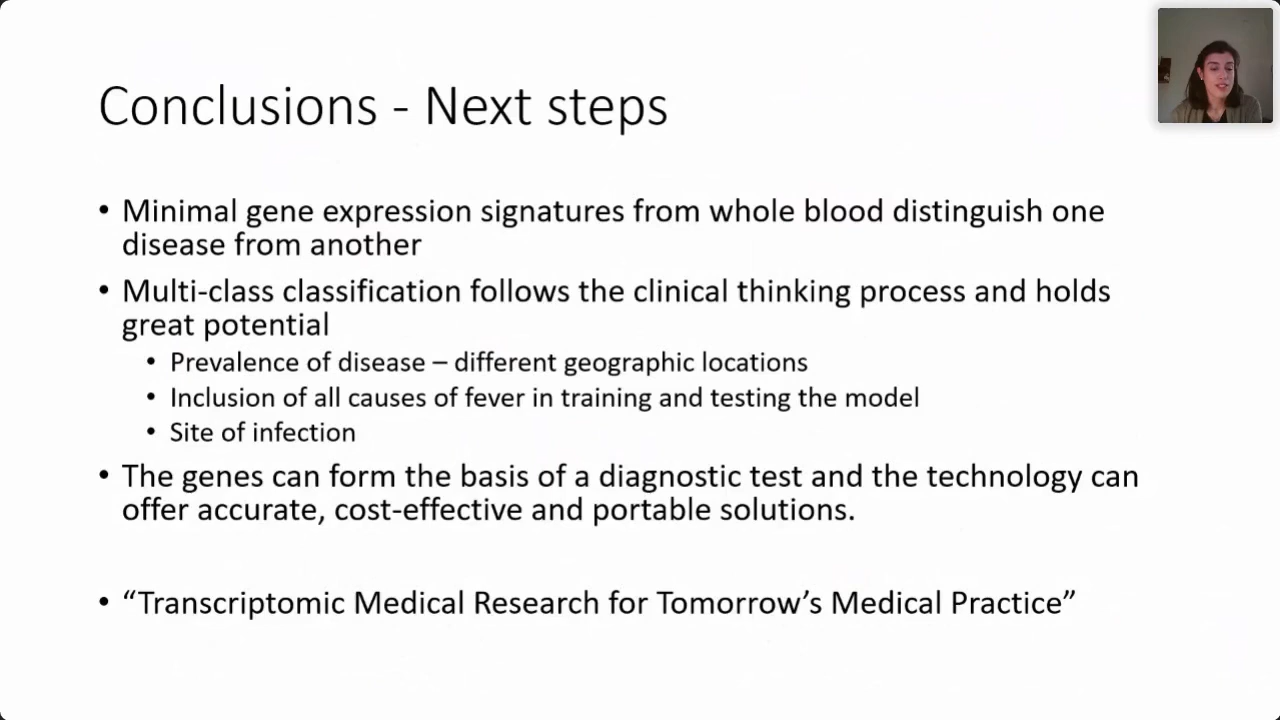 Conclusions - Next steps
• Minimal gene expression signatures from whole blood distinguish one
disease from another
• Multi-class classification follows the clinical thinking process and holds
great potential
• Prevalence of disease – different geographic locations
• Inclusion of all causes of fever in training and testing the model
• Site of infection
• The genes can form the basis of a diagnostic test and the technology can
offer accurate, cost-effective and portable solutions.
• “Transcriptomic Medical Research for Tomorrow’s Medical Practice”